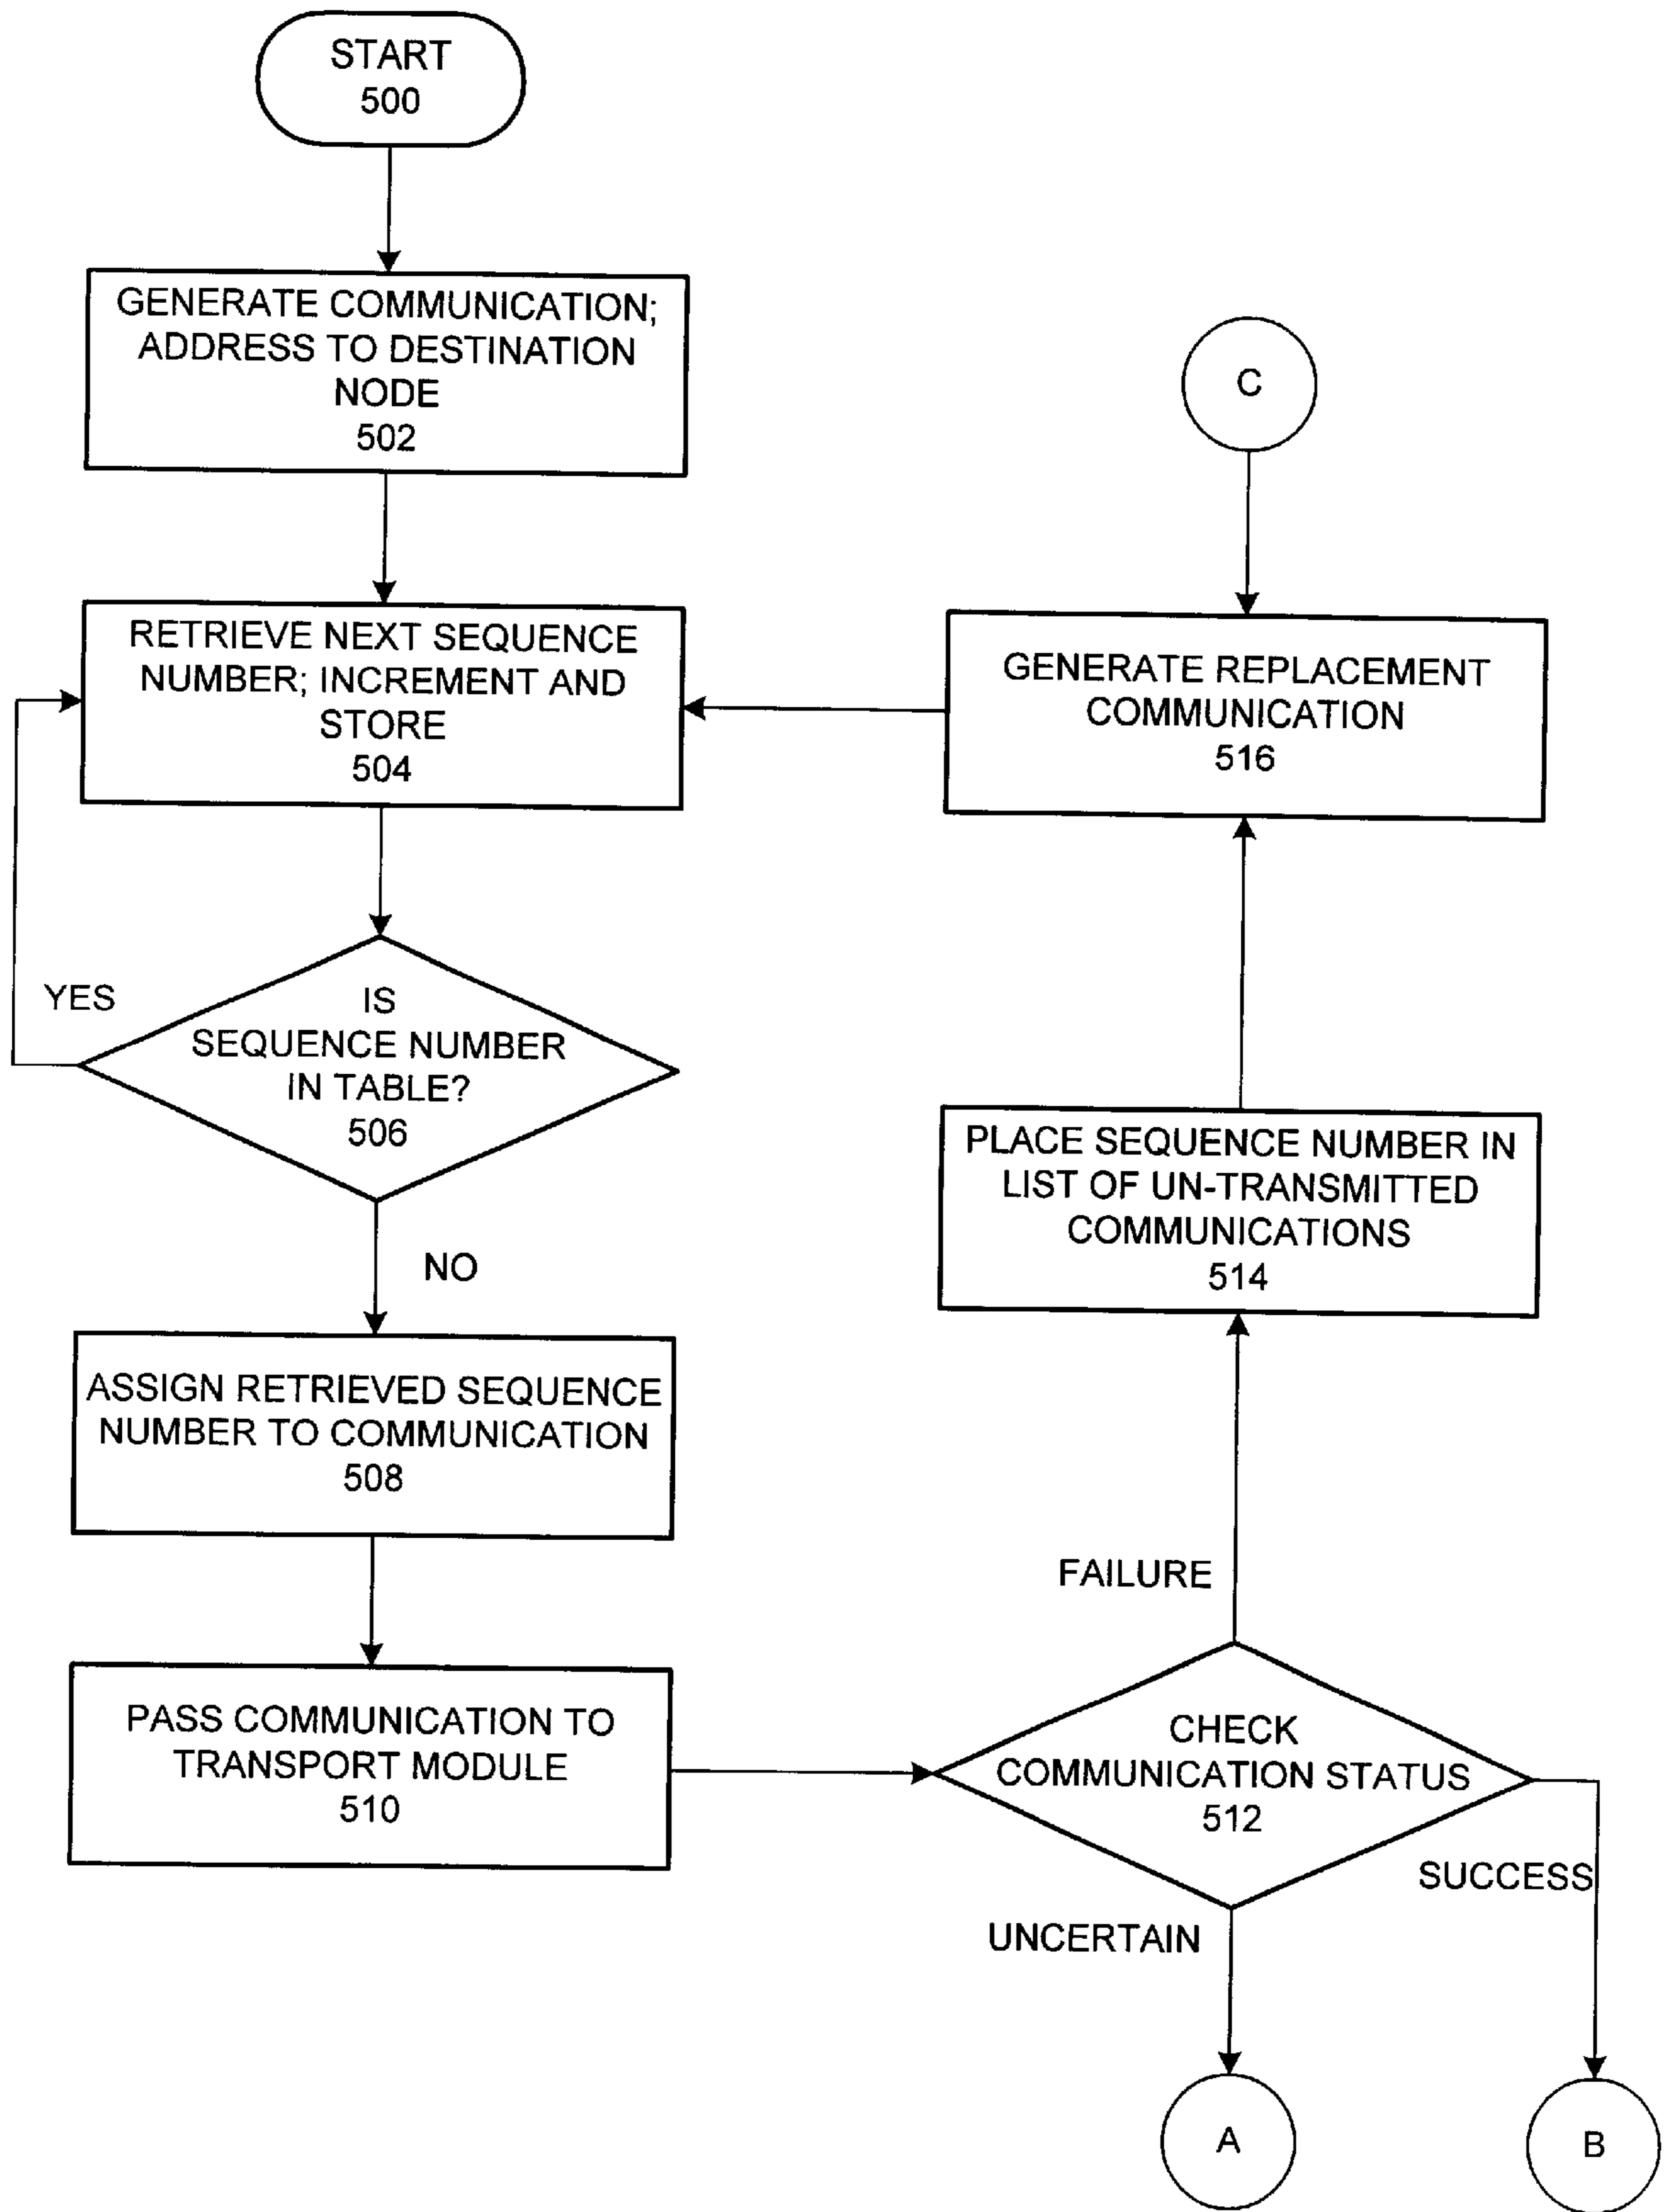 START
500
GENERATE COMMUNICATION;
ADDRESS TO DESTINATION
NODE
502
C
RETRIEVE NEXT SEQUENCE
NUMBER; INCREMENT AND
STORE
504
GENERATE REPLACEMENT
COMMUNICATION
516
YES
IS
SEQUENCE NUMBER
IN TABLE?
506
NO
PLACE SEQUENCE NUMBER IN
LIST OF UN-TRANSMITTED
COMMUNICATIONS
514
ASSIGN RETRIEVED SEQUENCE
NUMBER TO COMMUNICATION
508
FAILURE
PASS COMMUNICATION TO
TRANSPORT MODULE
510
CHECK
COMMUNICATION STATUS
512
SUCCESS
UNCERTAIN
A
B